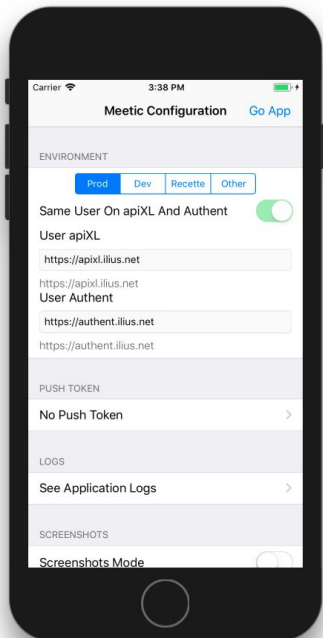 Carrier 3:38 PM
Meetic Configuration Go App
ENVIRONMENT
Prod Dev Recette Other
Same User On apiXL And Authent
User apiXL
https://apixl.ilius.net
https://apixl.ilius.net
User Authent
https://authent.ilius.net
https://authent.ilius.net
PUSH TOKEN
No Push Token
LOGS
See Application Logs
SCREENSHOTS
Screenshots Mode